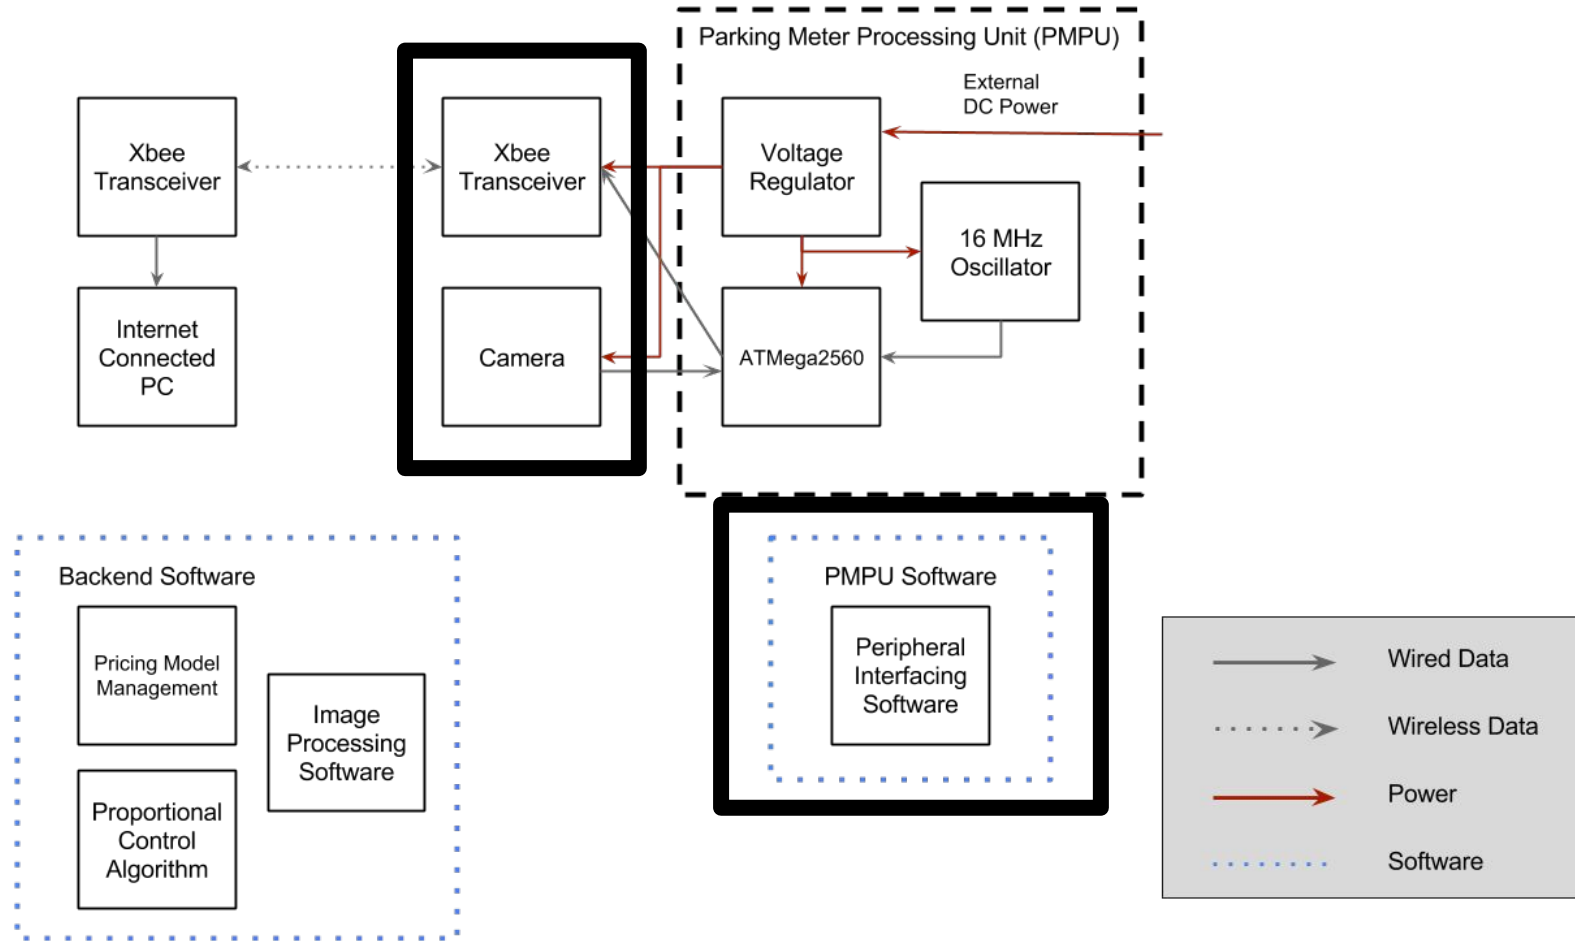 Parking Meter Processing Unit (PMPU)
External
DC Power
Xbee
Transceiver
Xbee
Transceiver
Voltage
Regulator
16 MHz
Oscillator
Internet
Connected
PC
Camera
ATMega2560
Backend Software
Pricing Model
Management
Image
Processing
Software
Proportional
Control
Algorithm
PMPU Software
Peripheral
Interfacing
Software
Wired Data
Wireless Data
Power
Software